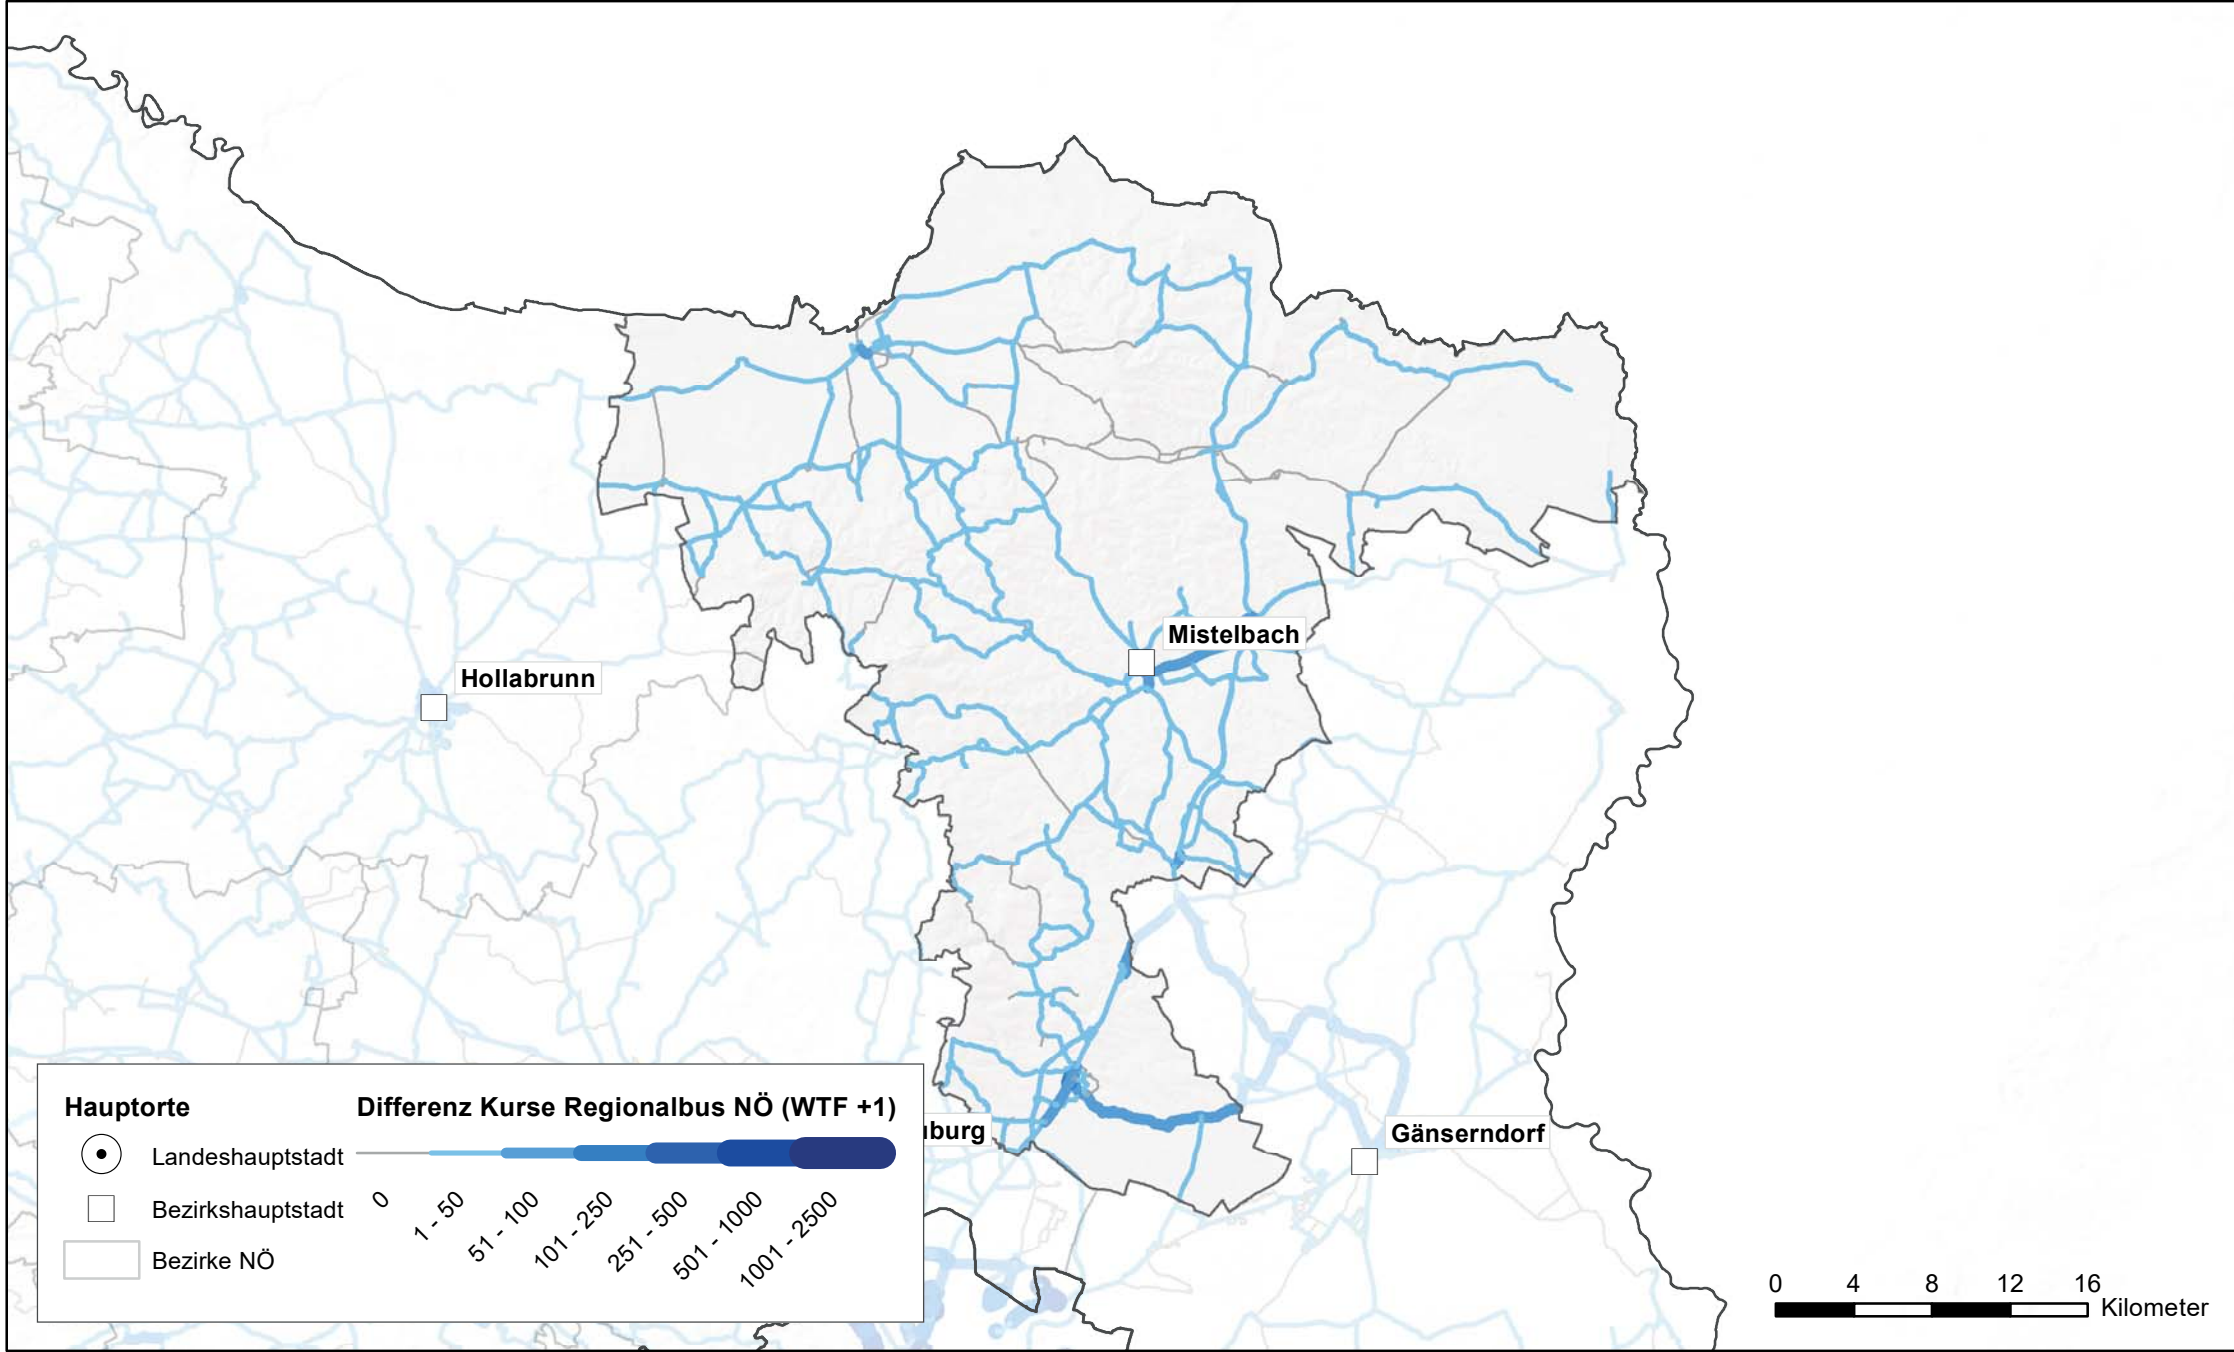 Mistelbach
Hollabrunn
Gänserndorf
uburg
Hauptorte
Landeshauptstadt
Bezirkshauptstadt
Bezirke NÖ
Differenz Kurse Regionalbus NÖ (WTF +1)
0
1 - 50
51 - 100
101 - 250
251 - 500
501 - 1000
1001 - 2500
0 4 8 12 16
Kilometer